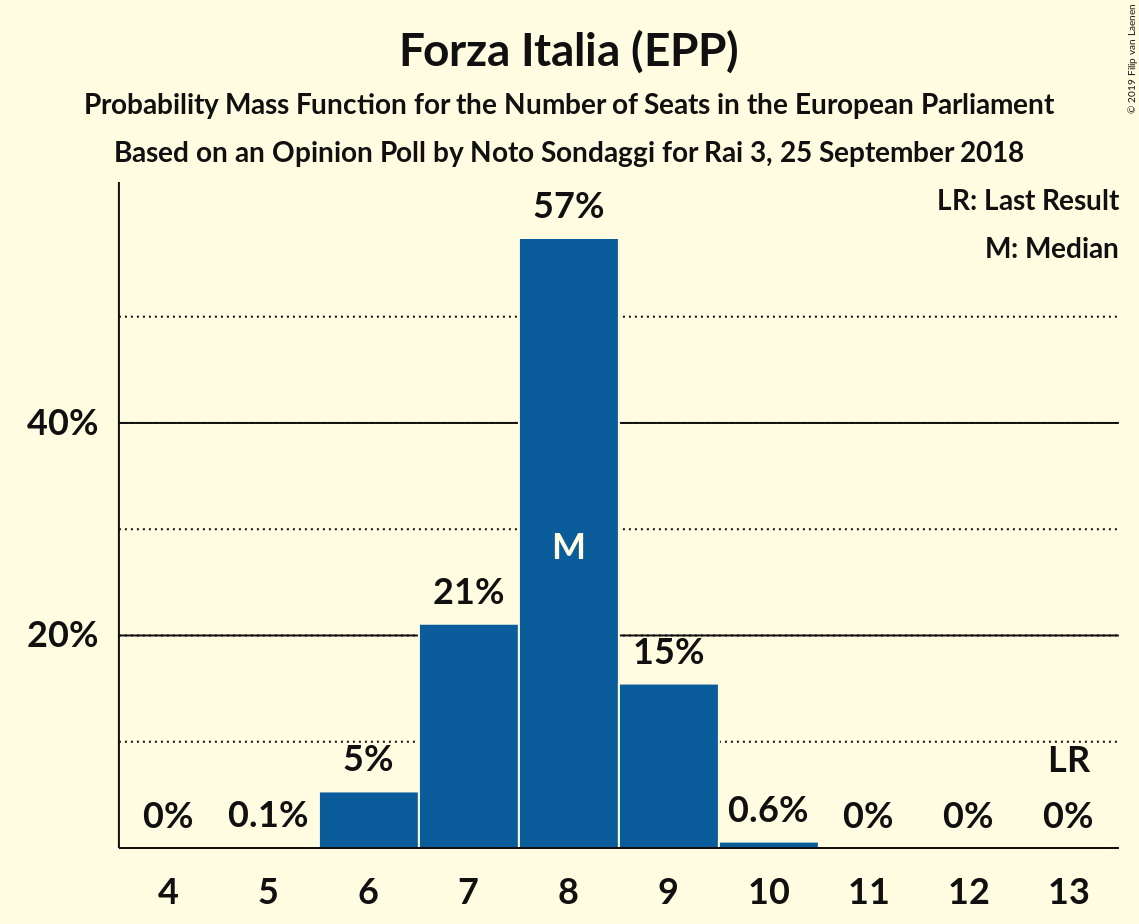 Forza Italia (EPP)
Probability Mass Function for the Number of Seats in the European Parliament
Based on an Opinion Poll by Noto Sondaggi for Rai 3, 25 September 2018
© 2019 Filip van Laenen
LR: Last Result
M: Median
57%
40%
M
21%
20%
15%
5%
LR
0%
0.1%
0.6%
0%
0%
0%
4 5 6 7 8 9 10 11 12 13